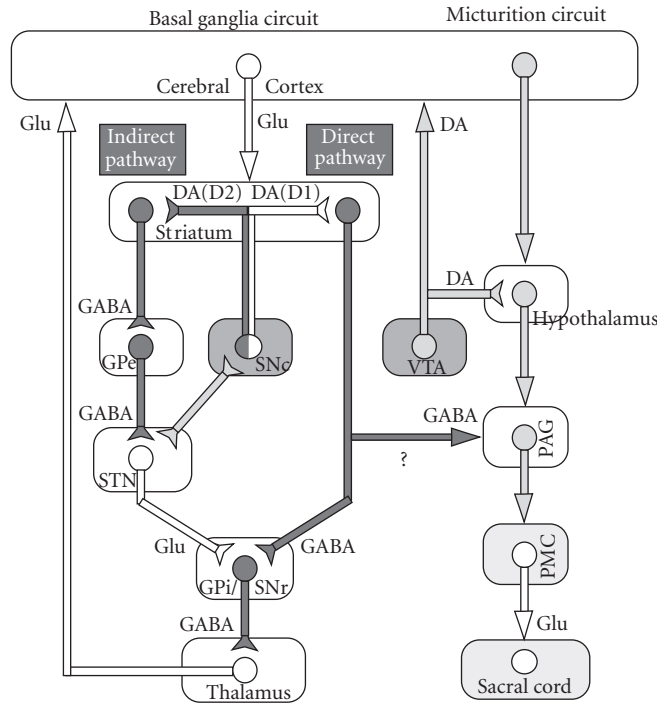 Basal ganglia circuit
Micturition circuit
Cerebral Cortex
Glu
Glu
DA
Indirect
pathway
Direct
pathway
DA(D2) DA(D1)
Striatum
DA
Hypothalamus
GABA
GPe
SNc
VTA
GABA
GABA
?
PAG
STN
Glu
GABA
PMC
GPi/ SNr
GABA
Glu
Thalamus
Sacral cord